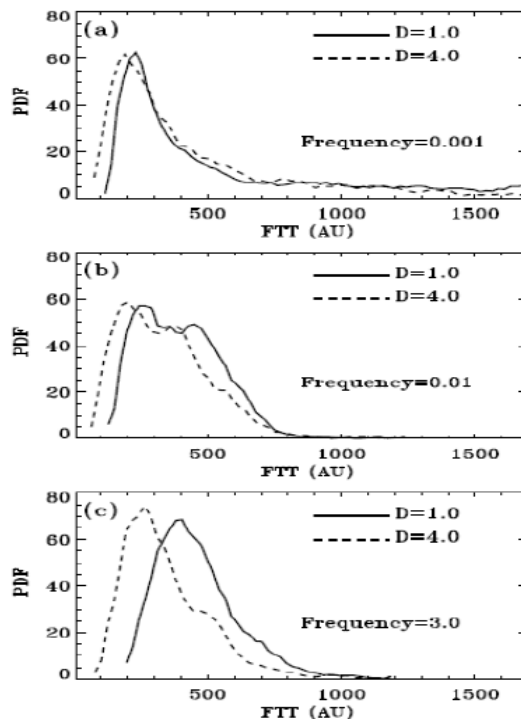 80
(a)
D=1.0
D=4.0
60
PDF
40
Frequency=0.001
20
0
500
1000
1500
FTT (AU)
80
(b)
D=1.0
D=4.0
60
PDF
40
Frequency=0.01
20
0
500
1000
1500
FTT (AU)
80
(c)
D=1.0
D=4.0
60
PDF
40
Frequency=3.0
20
0
500
1000
1500
FTT (AU)